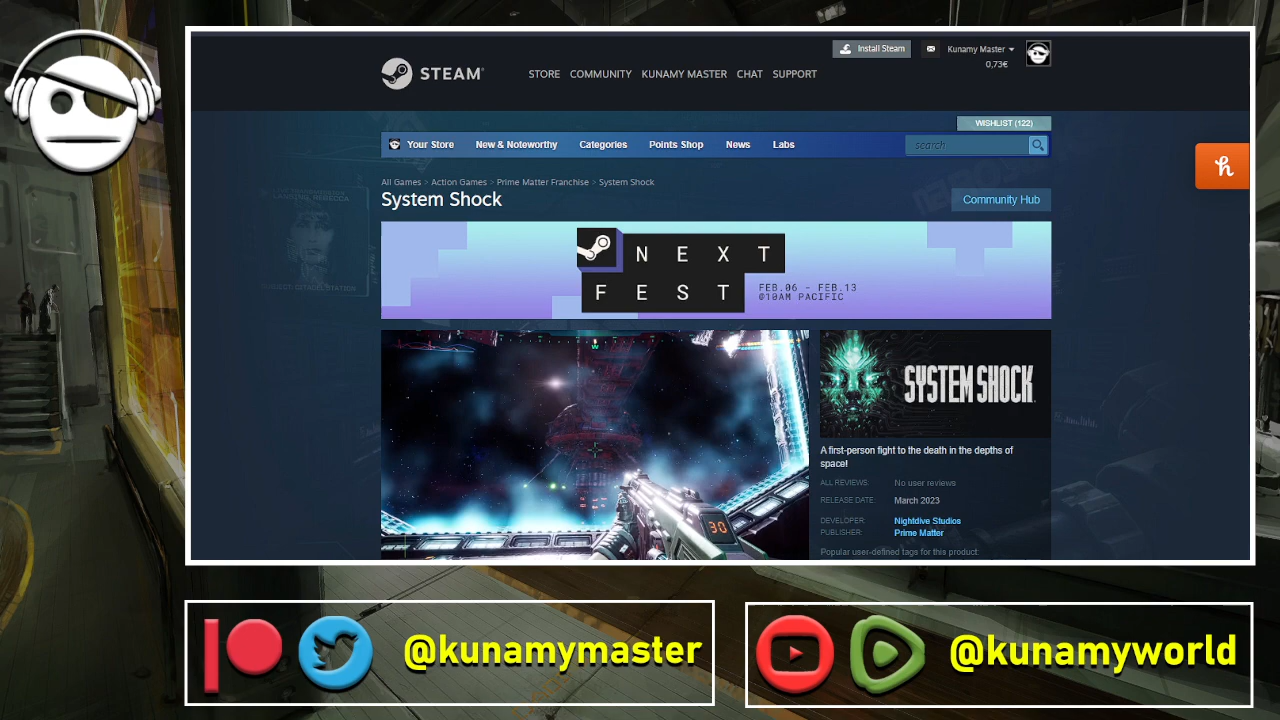 Install Steam
Kunamy Master
0,73€
STEAM®
STORE COMMUNITY KUNAMY MASTER CHAT SUPPORT
WISHLIST (122)
Your Store New & Noteworthy Categories Points Shop News Labs
search
All Games > Action Games > Prime Matter Franchise > System Shock
System Shock
Community Hub
NEXT
FEST
FEB.06 - FEB.13
@10AM PACIFIC
W
30
SYSTEM SHOCK
A first-person fight to the death in the depths of
space!
ALL REVIEWS: No user reviews
RELEASE DATE: March 2023
DEVELOPER: Nightdive Studios
PUBLISHER: Prime Matter
Popular user-defined tags for this product:
@kunamymaster
@kunamyworld